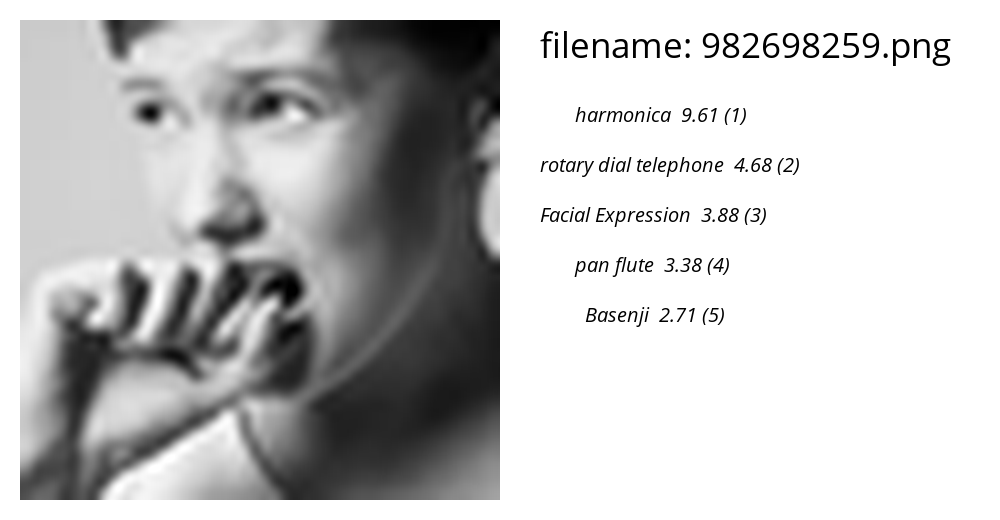 filename: 982698259.png
harmonica 9.61 (1)
rotary dial telephone 4.68 (2)
Facial Expression 3.88 (3)
pan flute 3.38 (4)
Basenji 2.71 (5)